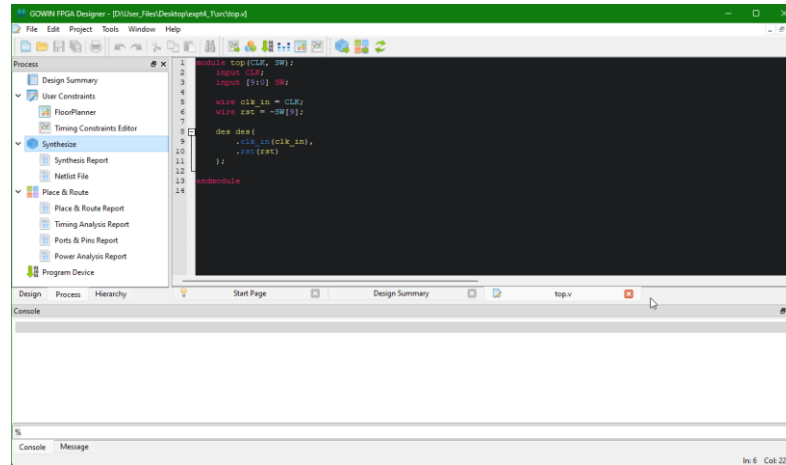 GOWIN FPGA Designer - [D:\User_Files\Desktop\expt4_1\src\top.v]
File Edit Project Tools Window Help
Process
Design Summary
User Constraints
FloorPlanner
Timing Constraints Editor
Synthesize
Synthesis Report
Netlist File
Place & Route
Place & Route Report
Timing Analysis Report
Ports & Pins Report
Power Analysis Report
Program Device
Design Process Hierarchy
1 module top(CLK, SW);
2 input CLK;
3 input [9:0] SW;
4
5 wire clk_in = CLK;
6 wire rst = ~SW[9];
7
8 des des(
9 .clk_in(clk_in),
10 .rst(rst)
11 );
12
13 endmodule
14
Start Page Design Summary top.v
Console
%
Console Message
In: 6 Col: 22